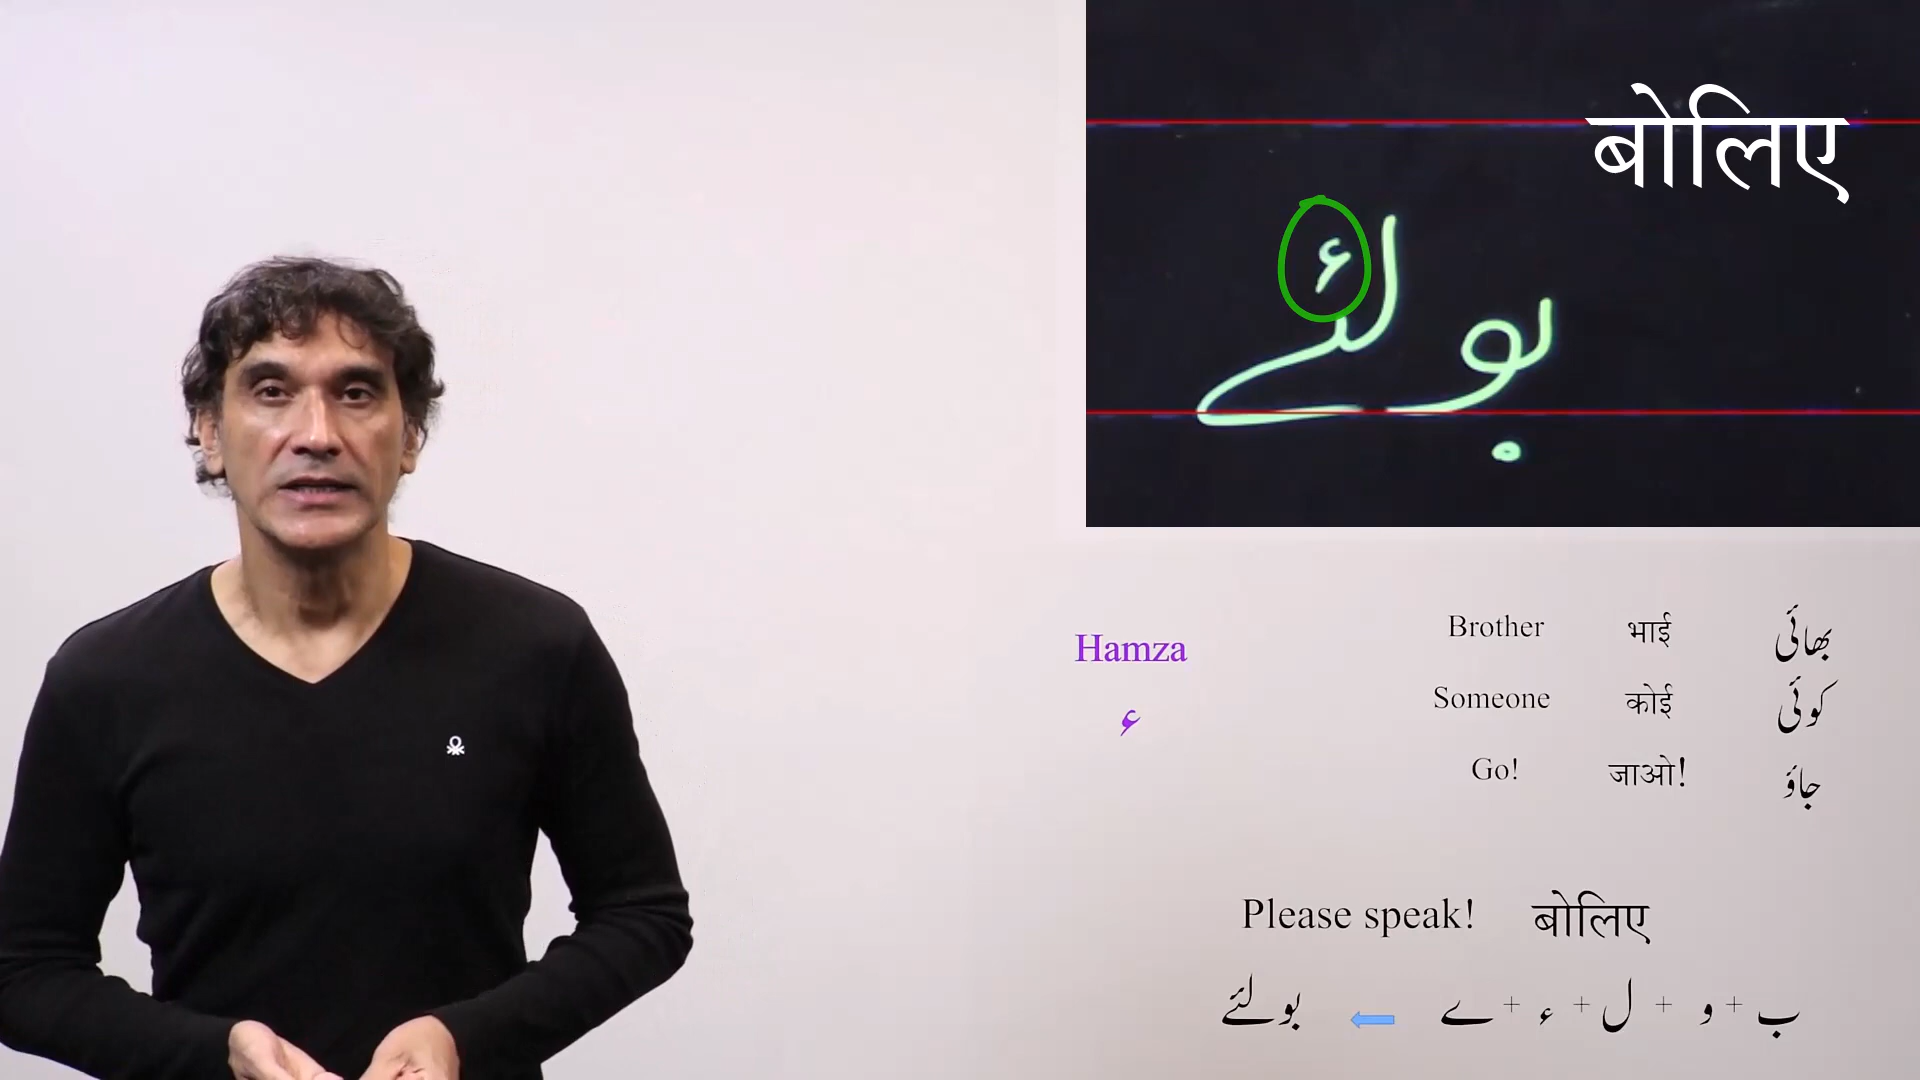 बोलिए
بولئے
Hamza
ء
Brother भाई بھائی
Someone कोई کوئی
Go! जाओ! جاؤ
Please speak! बोलिए
ب + و + ل + ء + ے ← بولئے